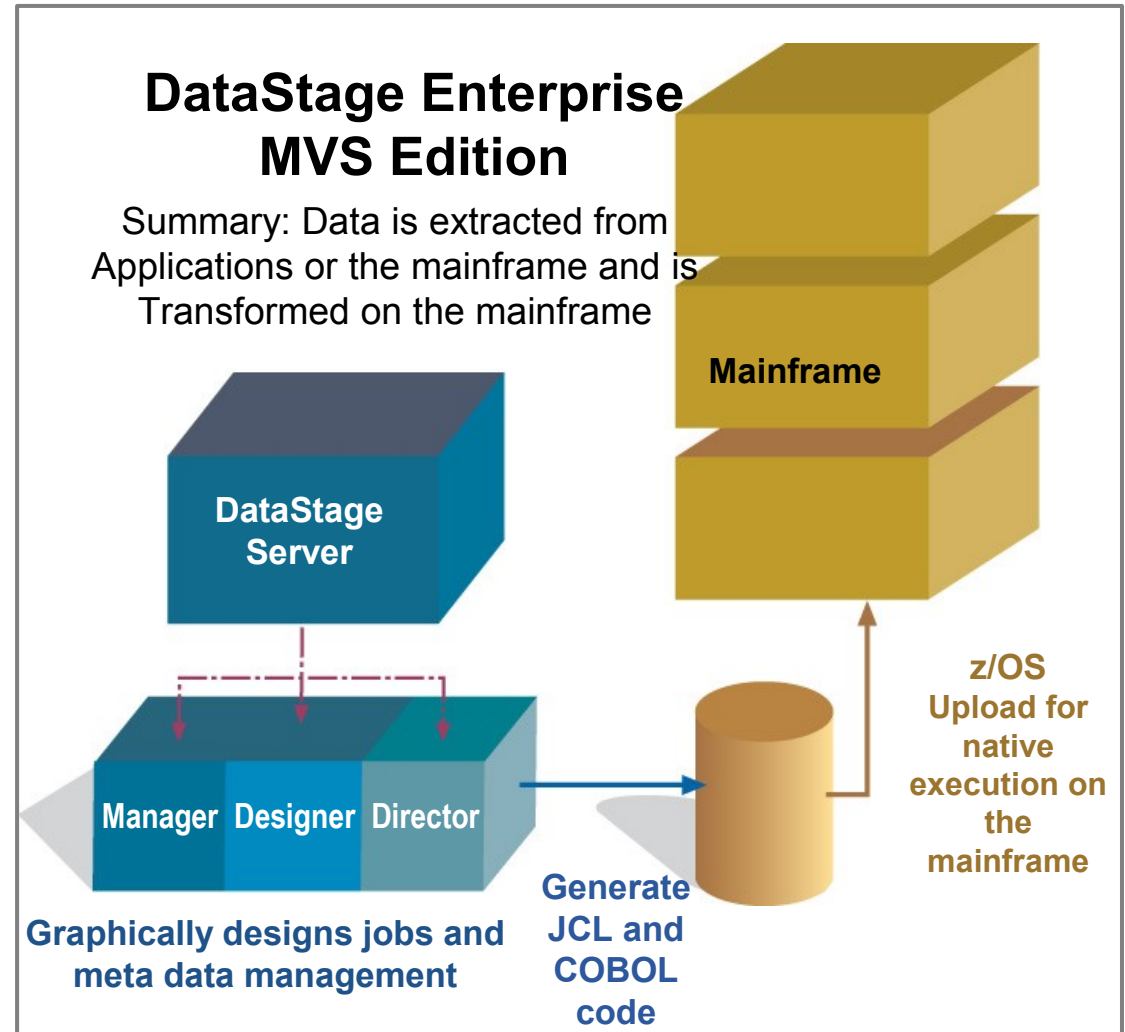 DataStage Enterprise
MVS Edition
Summary: Data is extracted from
Applications or the mainframe and is
Transformed on the mainframe
Mainframe
DataStage
Server
Manager Designer Director
z/OS
Upload for
native
execution on
the
mainframe
Graphically designs jobs and
meta data management
Generate
JCL and
COBOL
code